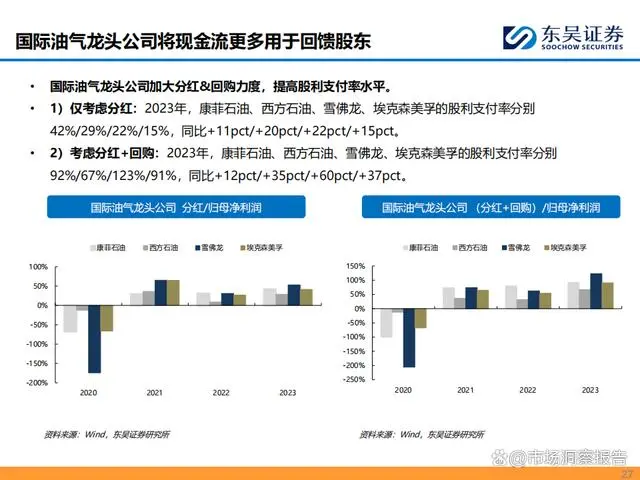 国际油气龙头公司将现金流更多用于回馈股东
东吴证券
SOOCHOW SECURITIES
• 国际油气龙头公司加大分红&回购力度，提高股利支付率水平。
• 1）仅考虑分红：2023年，康菲石油、西方石油、雪佛龙、埃克森美孚的股利支付率分别
42%/29%/22%/15%，同比+11pct/+20pct/+22pct/+15pct。
• 2）考虑分红+回购：2023年，康菲石油、西方石油、雪佛龙、埃克森美孚的股利支付率分别
92%/67%/123%/91%，同比+12pct/+35pct/+60pct/+37pct。
国际油气龙头公司 分红/归母净利润
康菲石油 西方石油 雪佛龙 埃克森美孚
100%
50%
0%
-50%
-100%
-150%
-200%
2020 2021 2022 2023
资料来源：Wind，东吴证券研究所
国际油气龙头公司 （分红+回购）/归母净利润
康菲石油 西方石油 雪佛龙 埃克森美孚
150%
100%
50%
0%
-50%
-100%
-150%
-200%
-250%
2020 2021 2022 2023
资料来源：Wind，东吴证券研究所
市场洞察报告
27